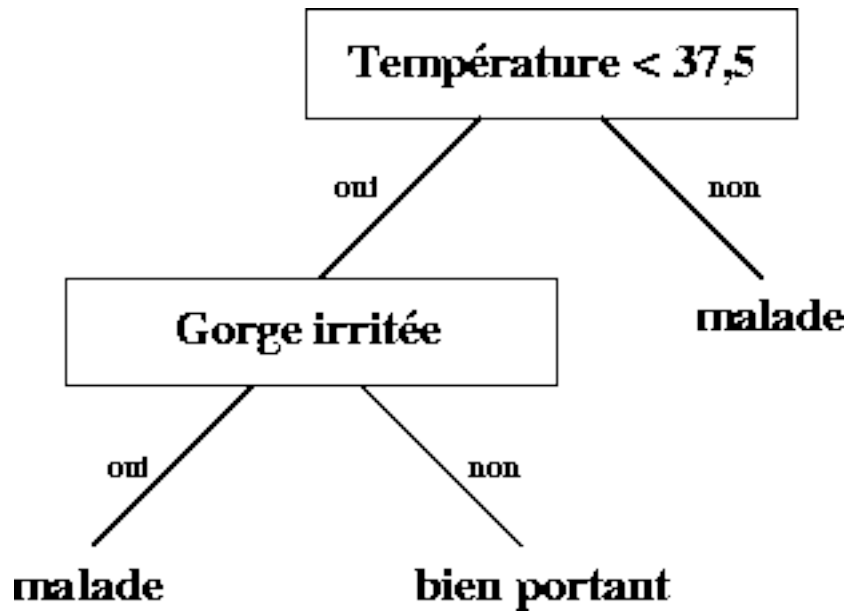 Température < 37,5
oui
non
Gorge irritée
malade
oui
non
malade
bien portant